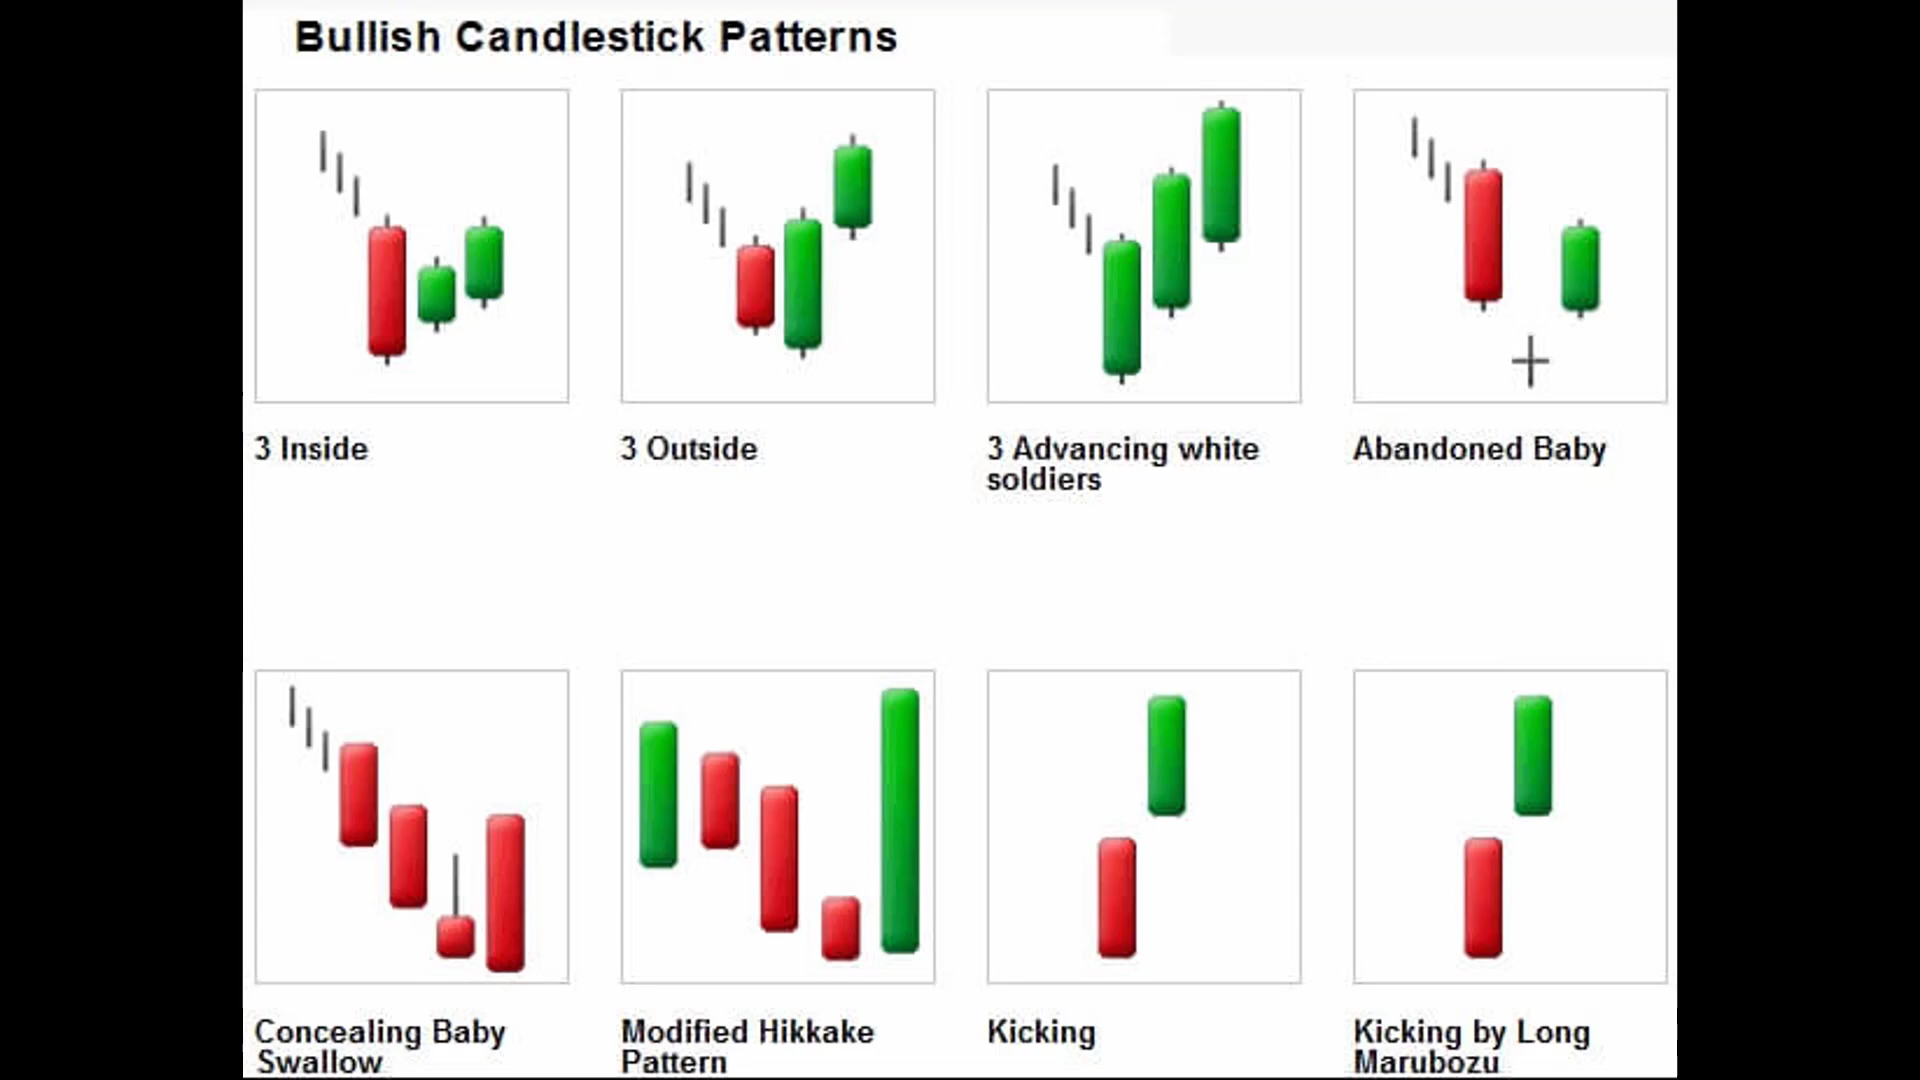 Bullish Candlestick Patterns
3 Inside
3 Outside
3 Advancing white
soldiers
Abandoned Baby
Concealing Baby
Swallow
Modified Hikkake
Pattern
Kicking
Kicking by Long
Marubozu